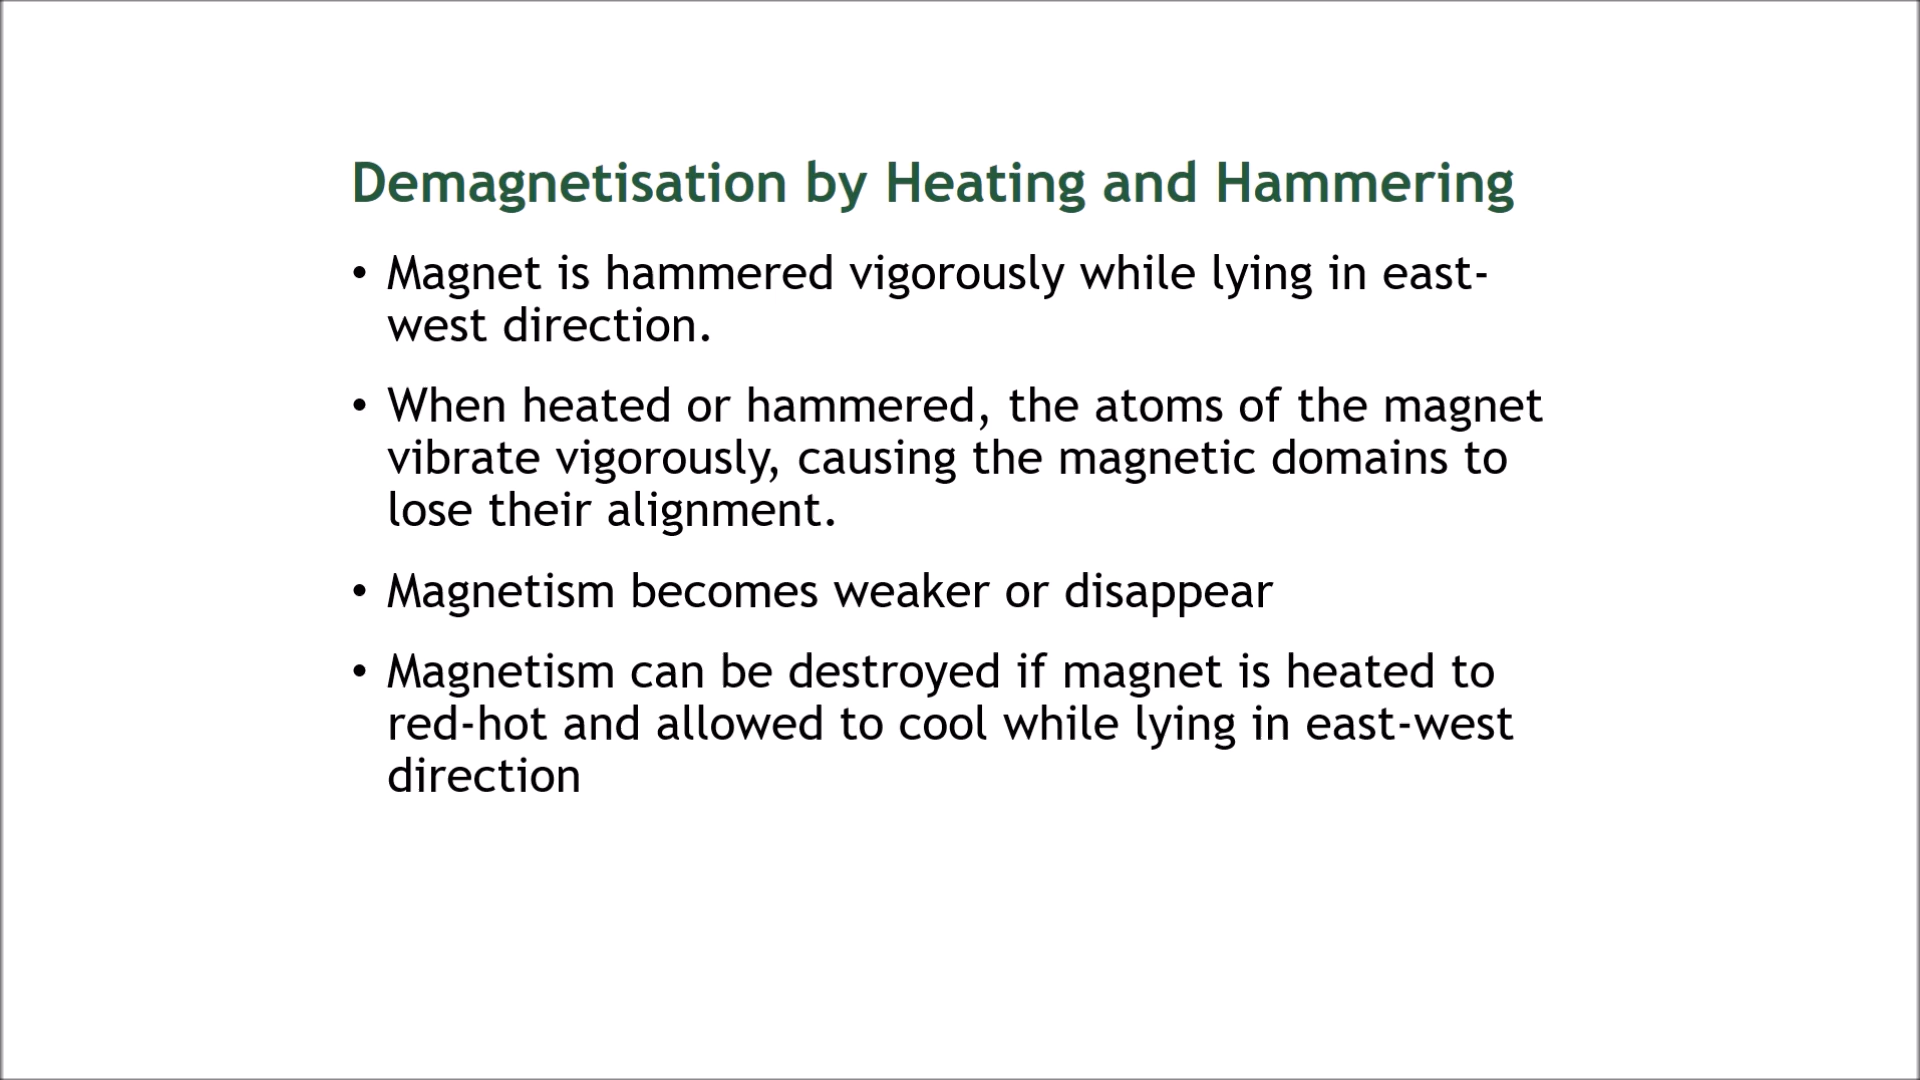 Demagnetisation by Heating and Hammering
• Magnet is hammered vigorously while lying in east-
west direction.
• When heated or hammered, the atoms of the magnet
vibrate vigorously, causing the magnetic domains to
lose their alignment.
• Magnetism becomes weaker or disappear
• Magnetism can be destroyed if magnet is heated to
red-hot and allowed to cool while lying in east-west
direction